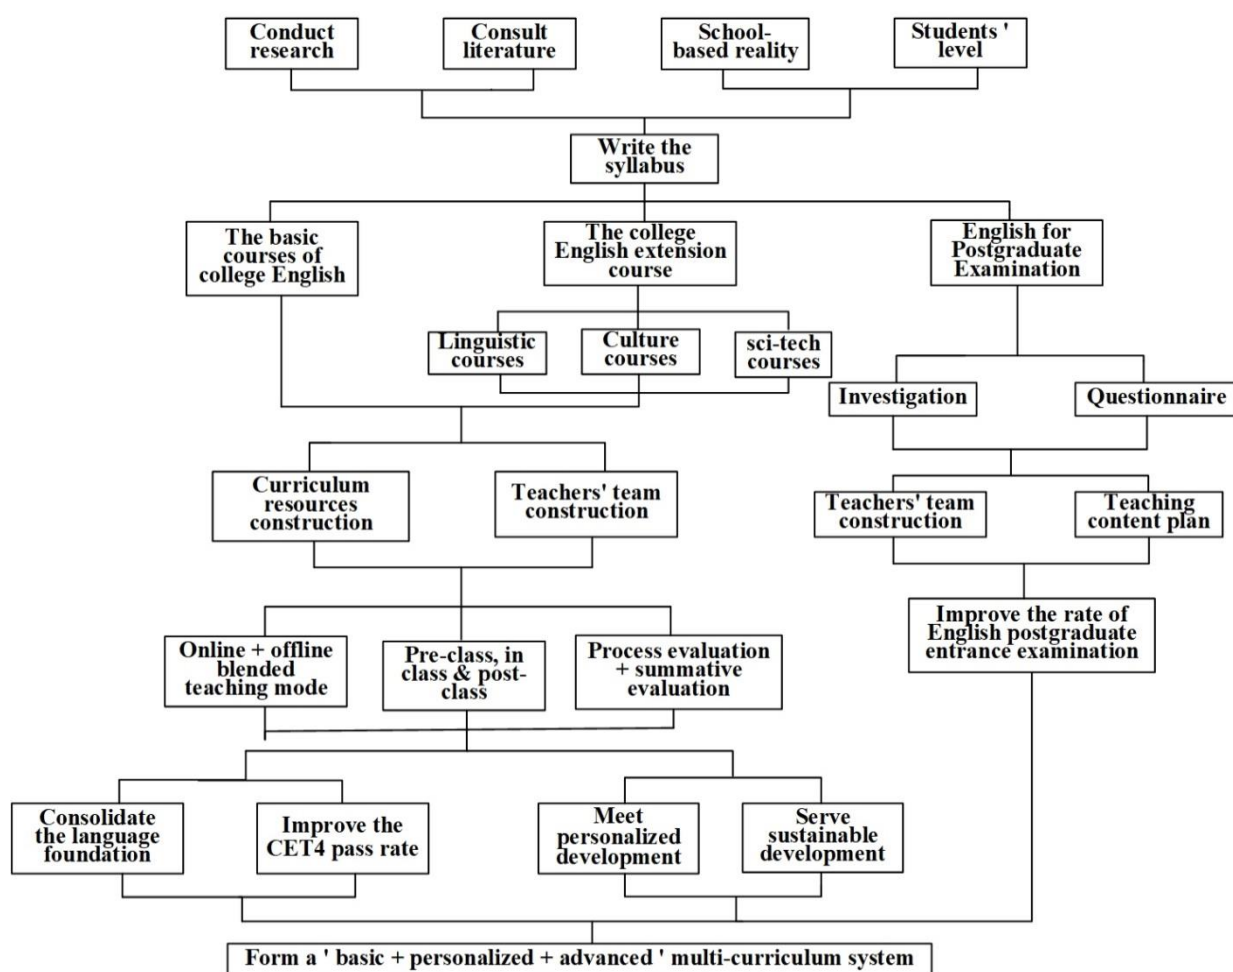 Conduct
research
Consult
literature
School-
based reality
Students '
level
Write the
syllabus
The basic
courses of
college English
The college
English extension
course
English for
Postgraduate
Examination
Linguistic
courses
Culture
courses
sci-tech
courses
Investigation
Questionnaire
Curriculum
resources
construction
Teachers' team
construction
Teachers' team
construction
Teaching
content plan
Online + offline
blended
teaching mode
Pre-class, in
class & post-
class
Process evaluation
+ summative
evaluation
Improve the rate of
English postgraduate
entrance examination
Consolidate
the language
foundation
Improve the
CET4 pass rate
Meet
personalized
development
Serve
sustainable
development
Form a ' basic + personalized + advanced ' multi-curriculum system